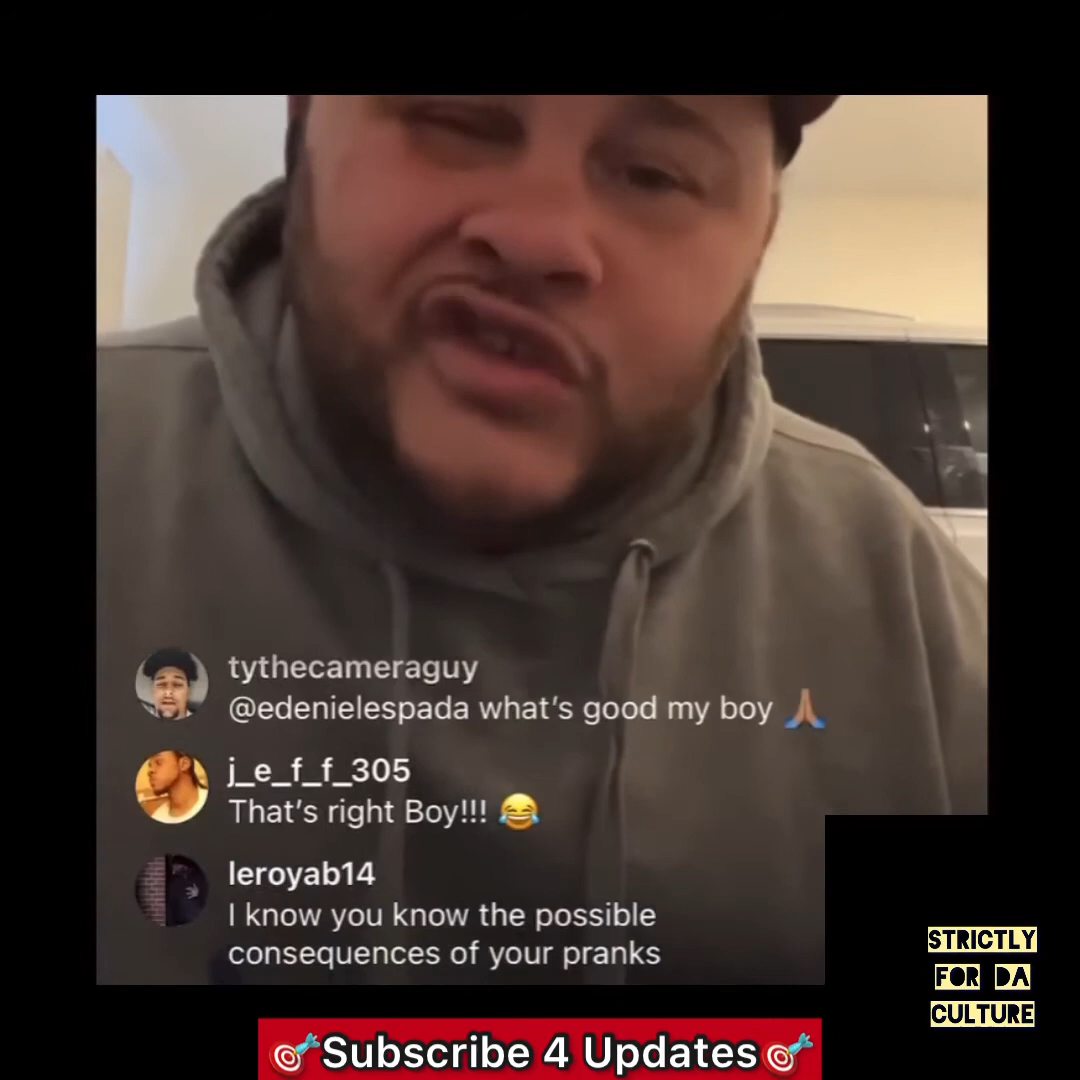 tythecameraguy
@edenielespada what's good my boy 🙏🏽
j_e_f_f_305
That's right Boy!!! 😂
leroyab14
I know you know the possible
consequences of your pranks
STRICTLY
FOR DA
CULTURE
🎯Subscribe 4 Updates🎯